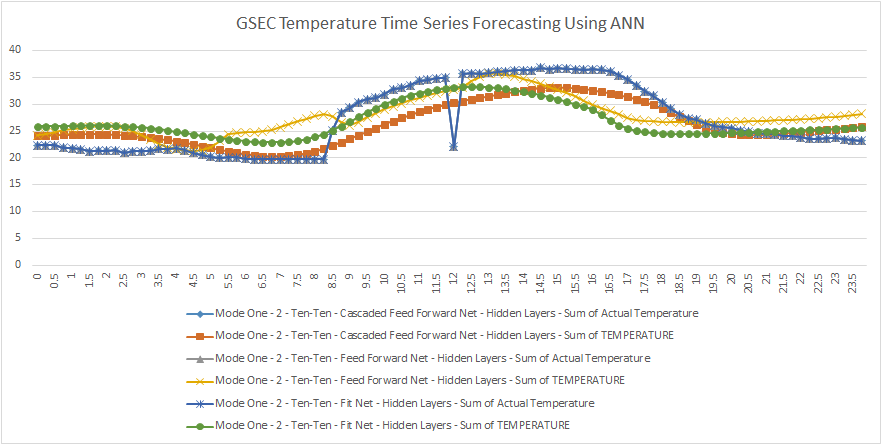 GSEC Temperature Time Series Forecasting Using ANN
40
35
30
25
20
15
10
5
0
0 0.5 1 1.5 2 2.5 3 3.5 4 4.5 5 5.5 6 6.5 7 7.5 8 8.5 9 9.5 10 10.5 11 11.5 12 12.5 13 13.5 14 14.5 15 15.5 16 16.5 17 17.5 18 18.5 19 19.5 20 20.5 21 21.5 22 22.5 23 23.5
Mode One - 2 - Ten-Ten - Cascaded Feed Forward Net - Hidden Layers - Sum of Actual Temperature
Mode One - 2 - Ten-Ten - Cascaded Feed Forward Net - Hidden Layers - Sum of TEMPERATURE
Mode One - 2 - Ten-Ten - Feed Forward Net - Hidden Layers - Sum of Actual Temperature
Mode One - 2 - Ten-Ten - Feed Forward Net - Hidden Layers - Sum of TEMPERATURE
Mode One - 2 - Ten-Ten - Fit Net - Hidden Layers - Sum of Actual Temperature
Mode One - 2 - Ten-Ten - Fit Net - Hidden Layers - Sum of TEMPERATURE